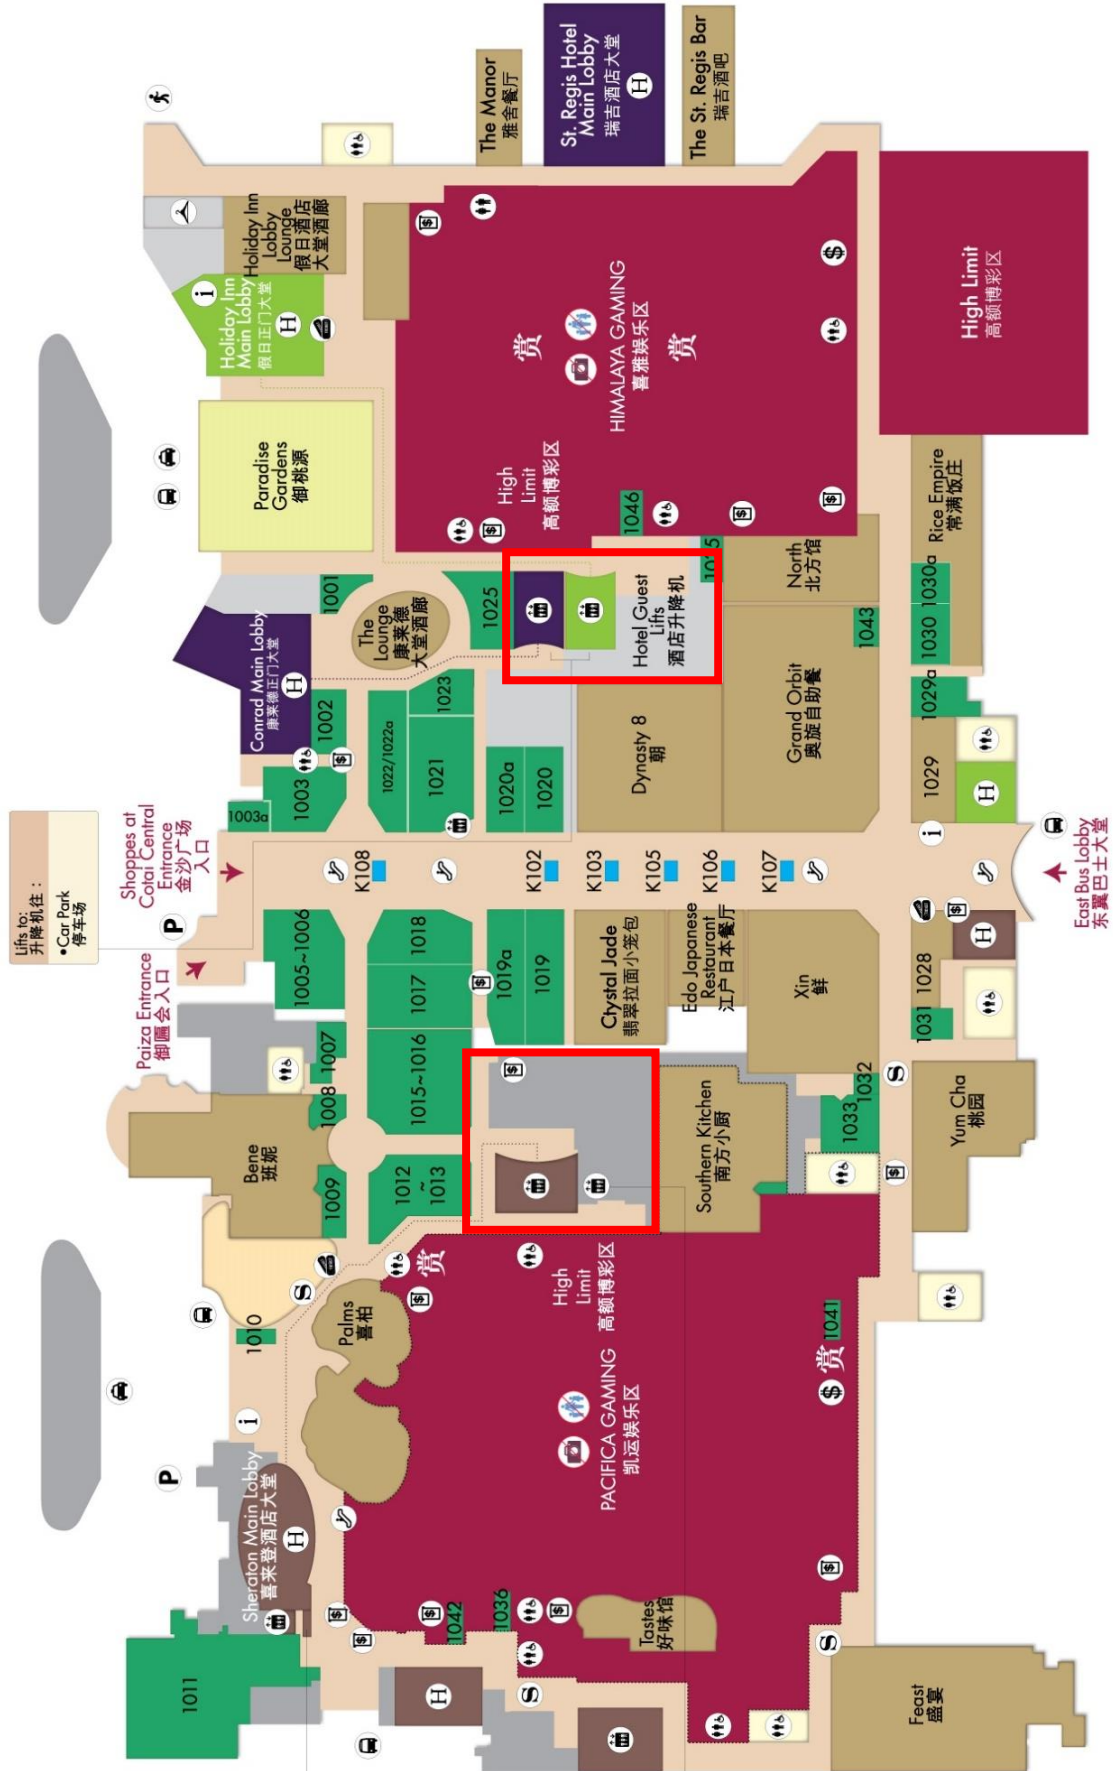 The Manor
雅舍餐厅
St. Regis Hotel
Main Lobby
瑞吉酒店大堂
H
The St. Regis Bar
瑞吉酒吧
Holiday Inn
Lobby
Lounge
假日酒店
大堂酒廊
i
Holiday Inn
Main Lobby
假日正门大堂
H
赏
HIMALAYA GAMING
喜雅娱乐区
赏
$
High Limit
高额博彩区
Paradise
Gardens
御桃源
High
Limit
高额博彩区
1046
Rice Empire
常满饭庄
1001
The
Lounge
康莱德
大堂酒廊
1025
Hotel Guest
Lifts
酒店升降机
North
北方馆
1030a
1030
1043
Conrad Main Lobby
康莱德正门大堂
H
1002
1023
1022/1022a
1021
1020a
1020
Dynasty 8
朝
Grand Orbit
奥旋自助餐
1029a
1029
H
1003
1003a
Lifts to:
升降机往：
•Car Park
停车场
Shoppes at
Cotai Central
Entrance
金沙广场
入口
K108
K102
K103
K105
K106
K107
i
East Bus Lobby
东翼巴士大堂
P
Paiza Entrance
御匾会入口
1005~1006
1018
1017
1019a
1019
Crystal Jade
翡翠拉面小笼包
Edo Japanese
Restaurant
江户日本餐厅
Xin
鲜
1028
1031
H
1007
1008
1015~1016
1032
1033
S
Bene
班妮
1009
1012
~
1013
Southern Kitchen
南方小厨
Yum Cha
桃园
S
赏
High
Limit
高额博彩区
1010
Palms
喜柏
1041
赏
$
PACIFICA GAMING
凯运娱乐区
i
P
Sheraton Main Lobby
喜来登酒店大堂
H
1042
1036
Tastes
好味馆
S
1011
H
S
Feast
盛宴